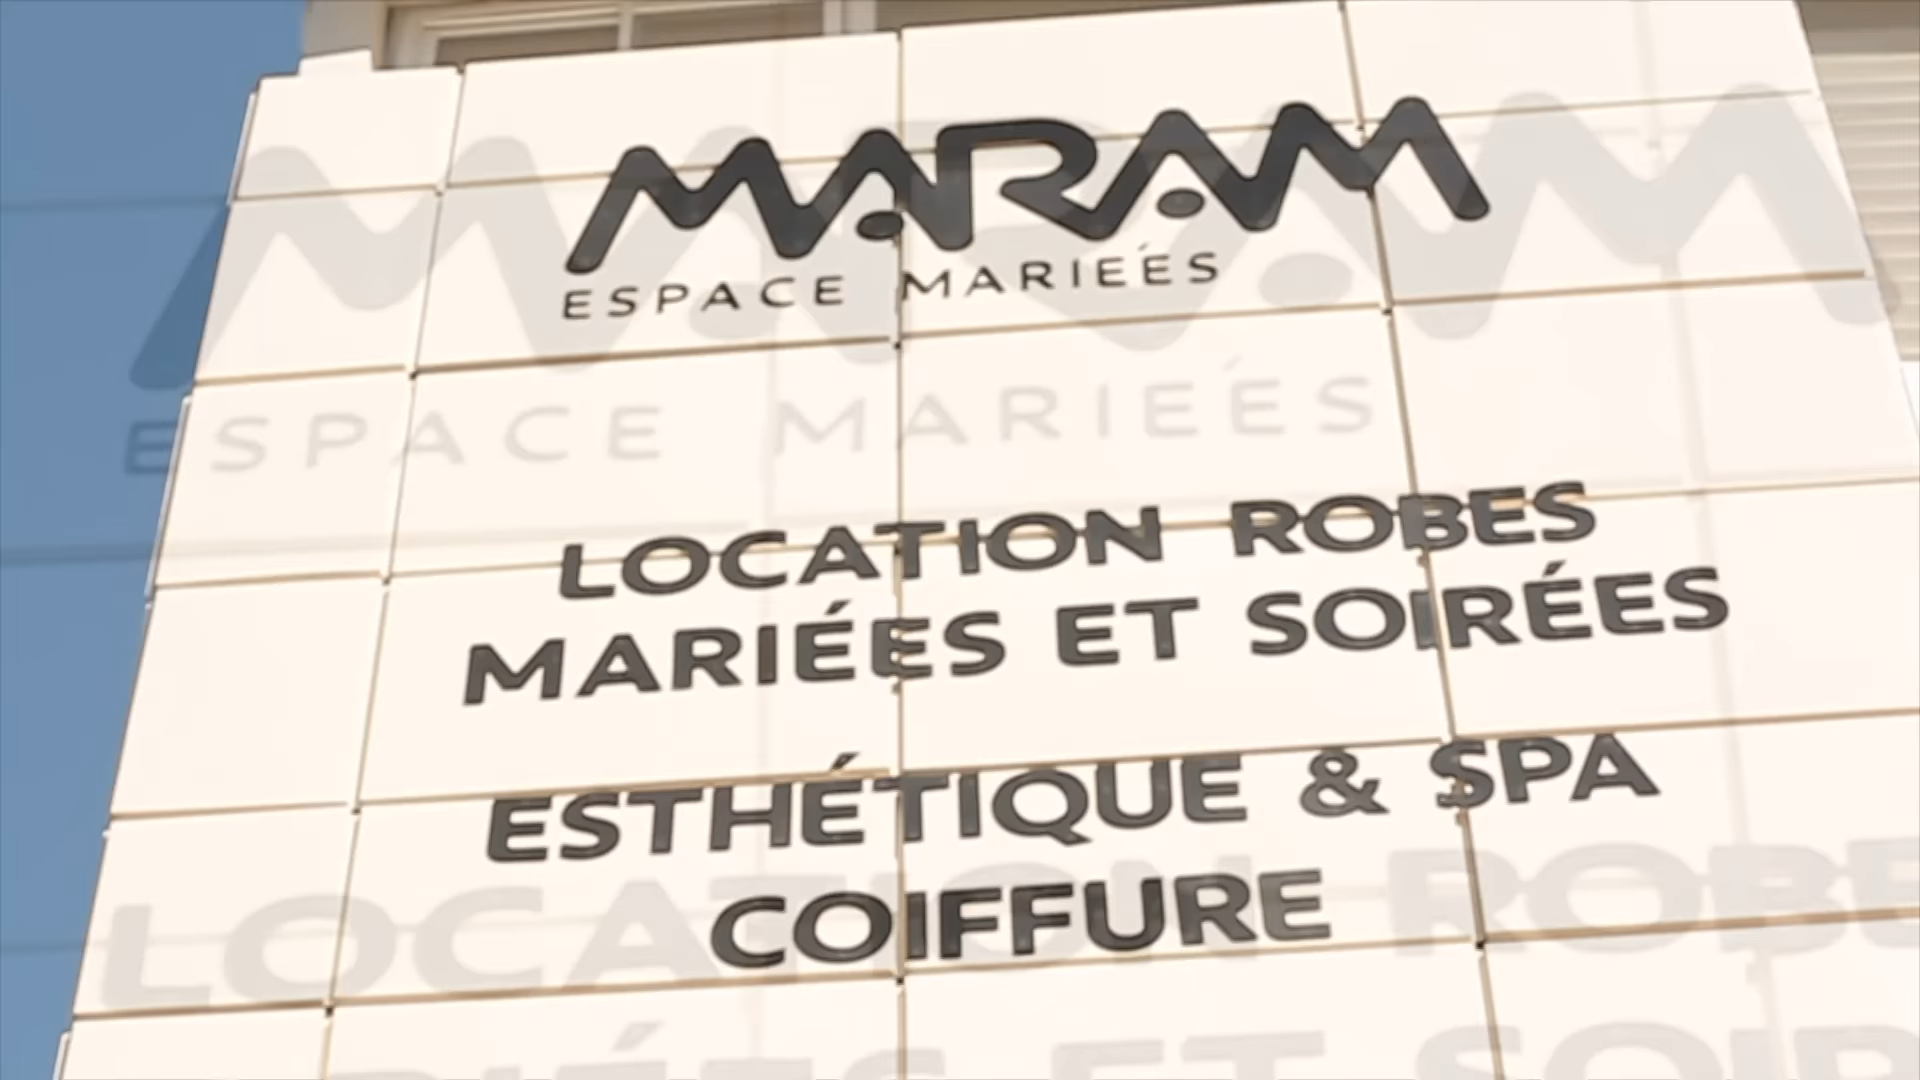 MARAM
ESPACE MARIEÉS
LOCATION ROBES
MARIÉES ET SOIRÉES
ESTHÉTIQUE & SPA
COIFFURE